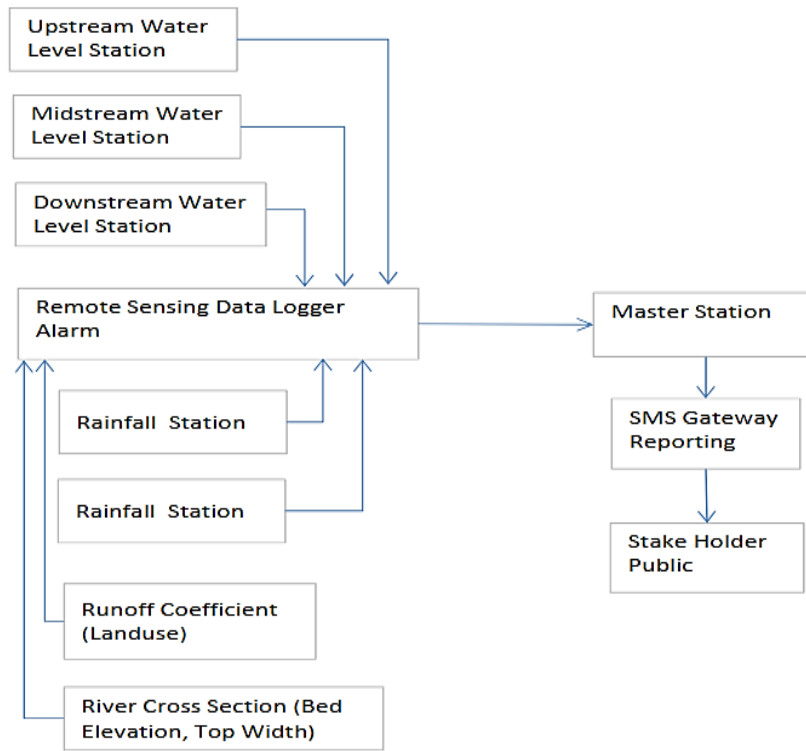 Upstream Water
Level Station
Midstream Water
Level Station
Downstream Water
Level Station
Remote Sensing Data Logger
Alarm
Master Station
Rainfall  Station
SMS Gateway
Reporting
Rainfall  Station
Stake Holder
Public
Runoff Coefficient
(Landuse)
River Cross Section (Bed
Elevation, Top Width)